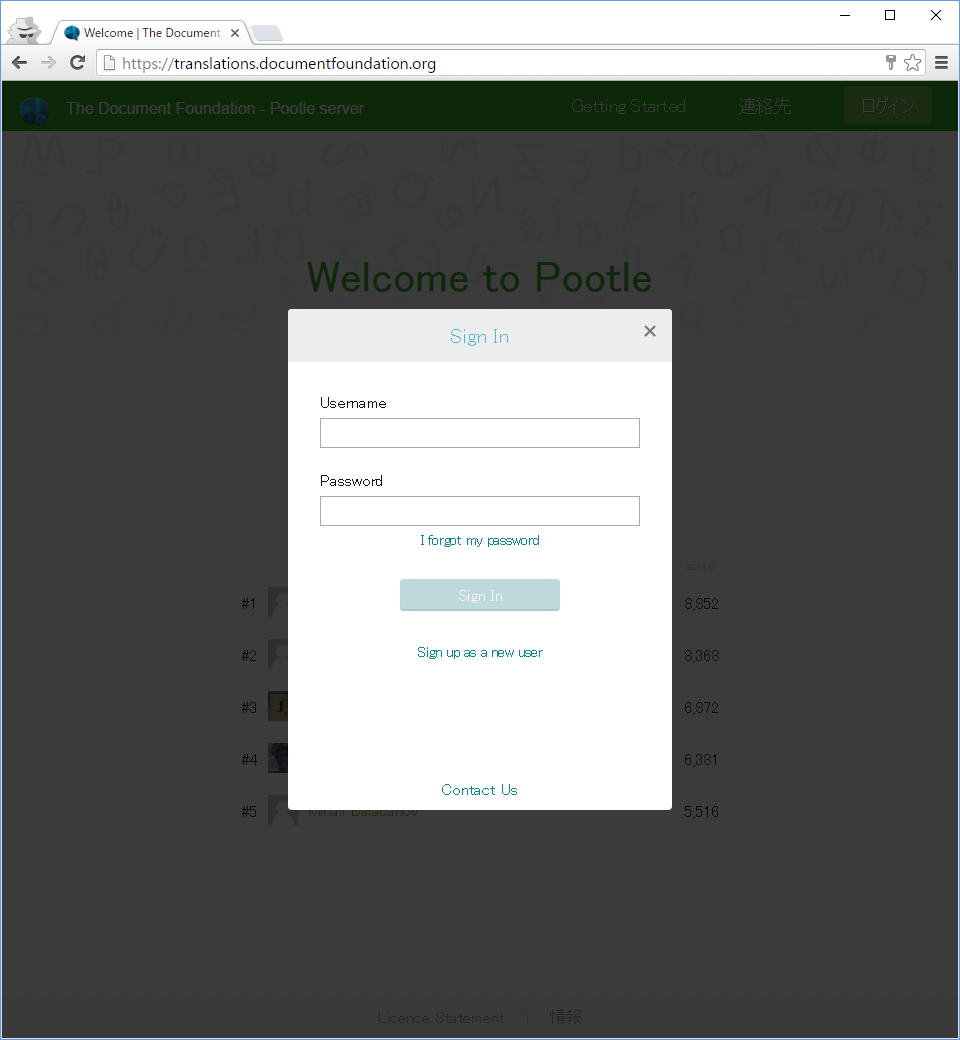 Welcome | The Document
https://translations.documentfoundation.org
The Document Foundation - Pootle server
Getting Started
連絡先
ログイン
Welcome to Pootle
Sign In
Username
Password
I forgot my password
score
Sign In
#1 8,852
#2 8,368
Sign up as a new user
#3 6,872
#4 6,381
Contact Us
#5 Mihail Balabanov 5,516
Licence Statement
情報